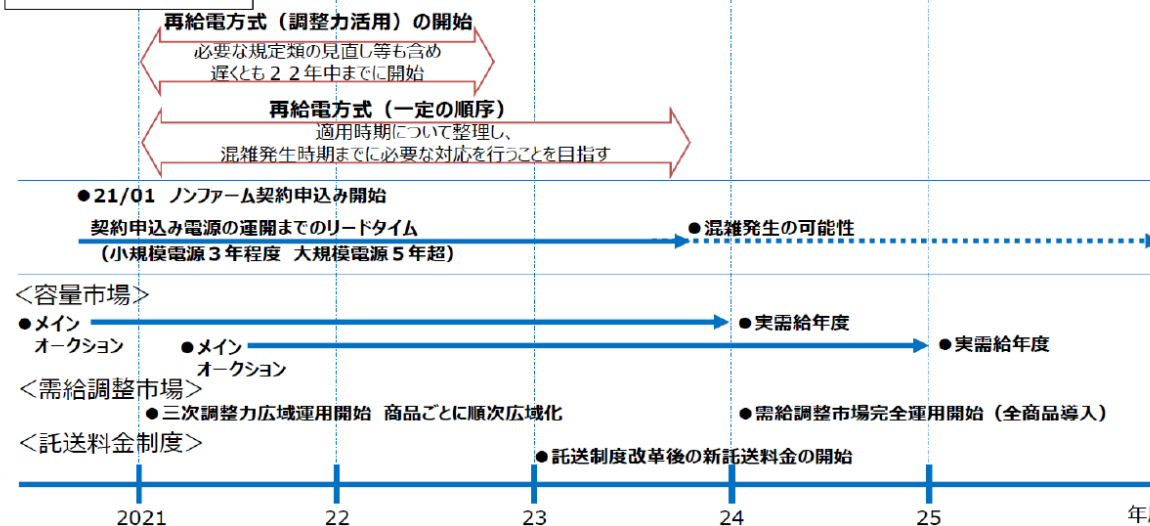 再給電方式（調整力活用）の開始
必要な規定類の見直し等も含め
遅くとも２２年中までに開始
再給電方式（一定の順序）
適用時期について整理し、
混雑発生時期までに必要な対応を行うことを目指す
●21/01 ノンファーム契約申込み開始
契約申込み電源の運開までのリードタイム
（小規模電源３年程度 大規模電源５年超）
●混雑発生の可能性
＜容量市場＞
●メイン
オークション
●実需給年度
●メイン
オークション
●実需給年度
＜需給調整市場＞
●三次調整力広域運用開始 商品ごとに順次広域化
●需給調整市場完全運用開始（全商品導入）
＜託送料金制度＞
●託送制度改革後の新託送料金の開始
2021 22 23 24 25 年